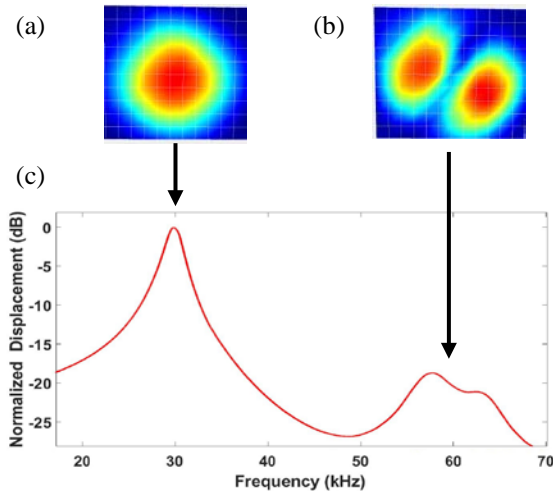 (a)
(b)
(c)
Normalized Displacement (dB)
0
-5
-10
-15
-20
-25
20 30 40 50 60 70
Frequency (kHz)